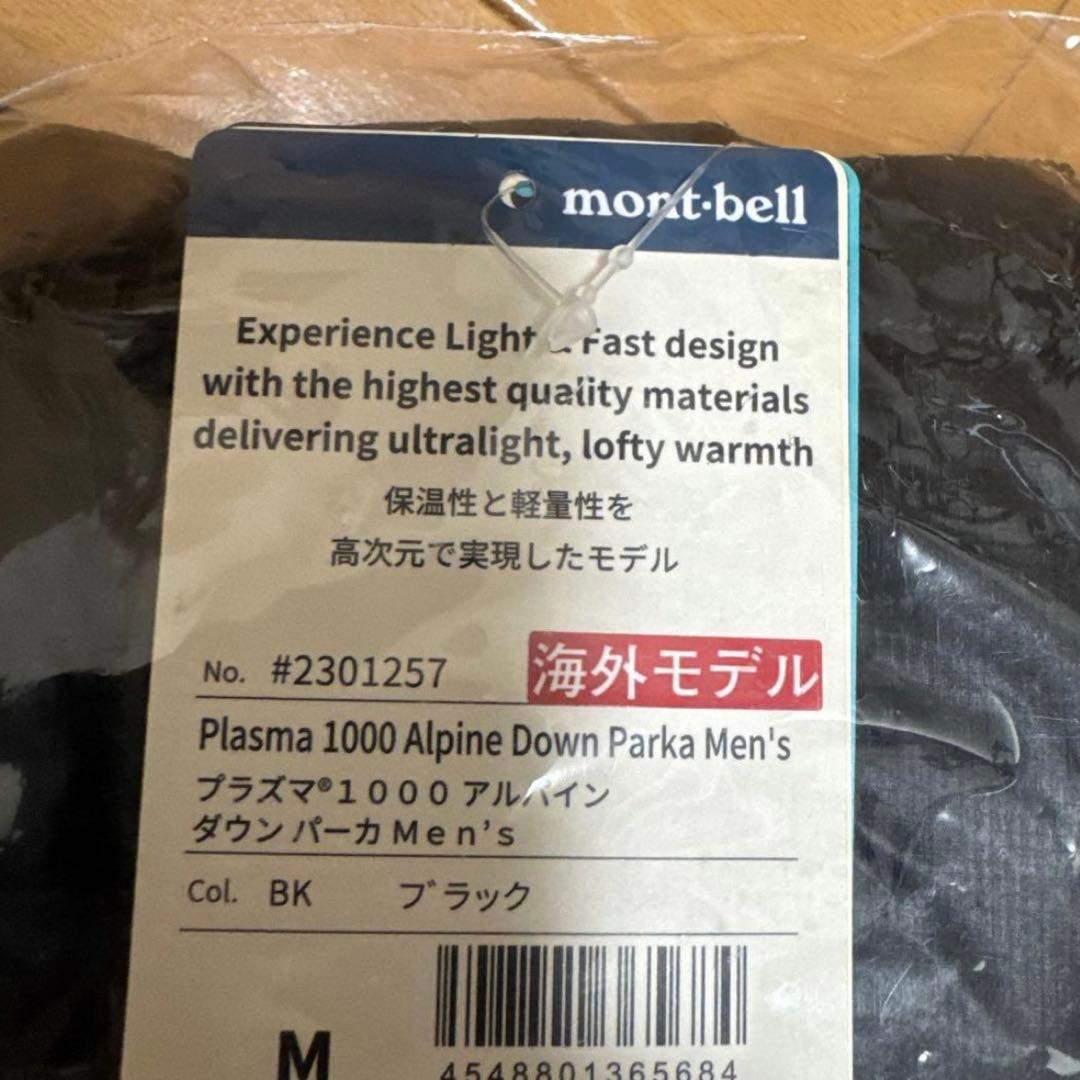 mont-bell
Experience Light & Fast design
with the highest quality materials
delivering ultralight, lofty warmth
保温性と軽量性を
高次元で実現したモデル
No. #2301257 海外モデル
Plasma 1000 Alpine Down Parka Men's
プラズマ®１０００ アルパイン
ダウン パーカ Ｍｅｎ’ｓ
Col. BK ブラック
M
4548801365684